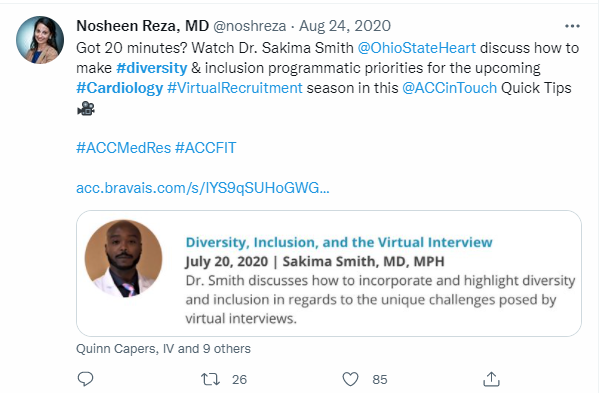 Nosheen Reza, MD @noshreza · Aug 24, 2020
Got 20 minutes? Watch Dr. Sakima Smith @OhioStateHeart discuss how to
make #diversity & inclusion programmatic priorities for the upcoming
#Cardiology #VirtualRecruitment season in this @ACCinTouch Quick Tips
🎥
#ACCMedRes #ACCFIT
acc.bravais.com/s/lYS9qSUHoGWG...
Diversity, Inclusion, and the Virtual Interview
July 20, 2020 | Sakima Smith, MD, MPH
Dr. Smith discusses how to incorporate and highlight diversity
and inclusion in regards to the unique challenges posed by
virtual interviews.
Quinn Capers, IV and 9 others
26 85